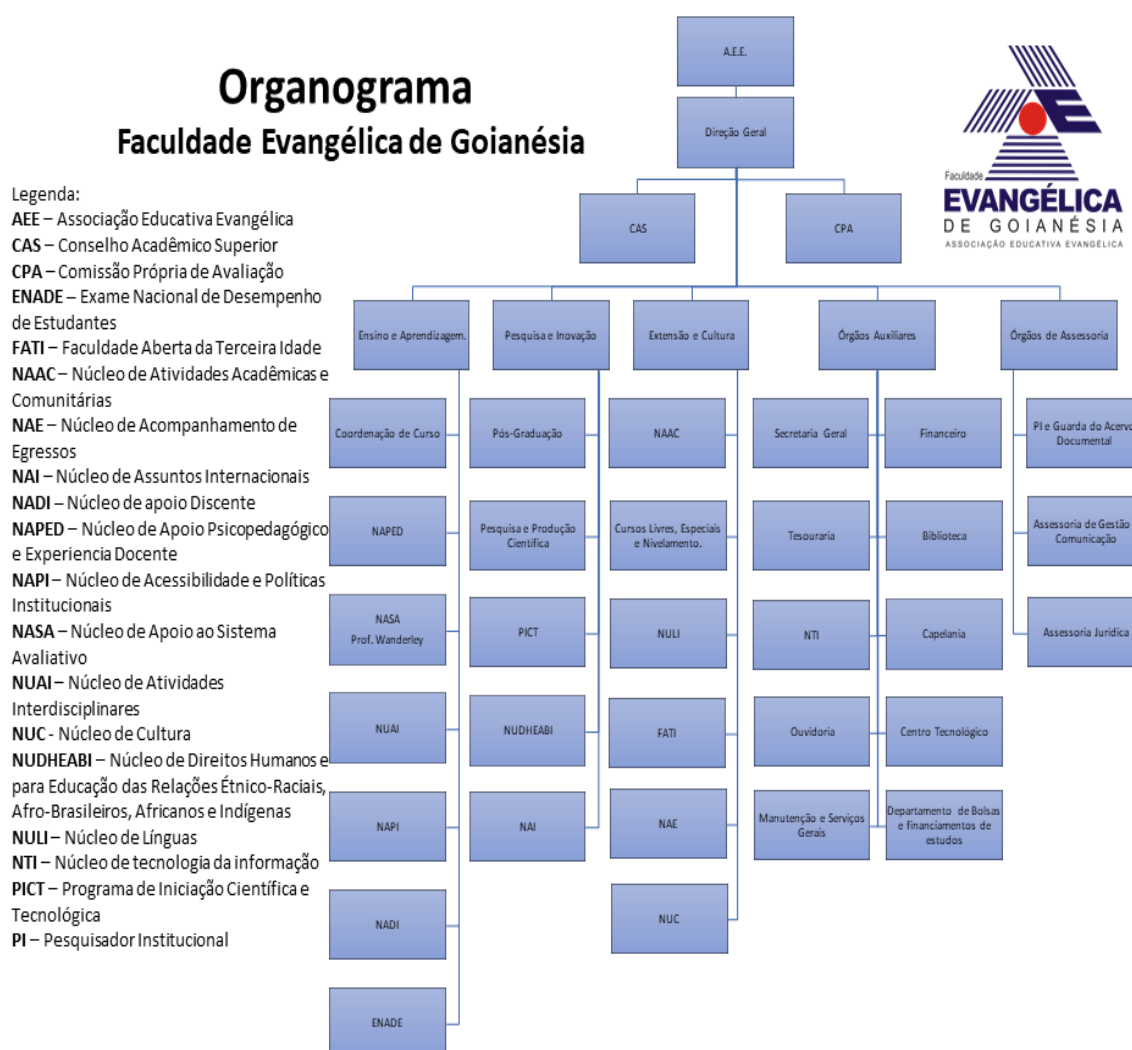 Organograma
Faculdade Evangélica de Goianésia
Legenda:
AEE – Associação Educativa Evangélica
CAS – Conselho Acadêmico Superior
CPA – Comissão Própria de Avaliação
ENADE – Exame Nacional de Desempenho
de Estudantes
FATI – Faculdade Aberta da Terceira Idade
NAAC – Núcleo de Atividades Acadêmicas e
Comunitárias
NAE – Núcleo de Acompanhamento de
Egressos
NAI – Núcleo de Assuntos Internacionais
NADI – Núcleo de apoio Discente
NAPED – Núcleo de Apoio Psicopedagógico
e Experiencia Docente
NAPI – Núcleo de Acessibilidade e Políticas
Institucionais
NASA – Núcleo de Apoio ao Sistema
Avaliativo
NUAI – Núcleo de Atividades
Interdisciplinares
NUC - Núcleo de Cultura
NUDHEABI – Núcleo de Direitos Humanos e
para Educação das Relações Étnico-Raciais,
Afro-Brasileiros, Africanos e Indígenas
NULI – Núcleo de Línguas
NTI – Núcleo de tecnologia da informação
PICT – Programa de Iniciação Científica e
Tecnológica
PI – Pesquisador Institucional
A.E.E.
Direção Geral
CAS
CPA
Faculdade
EVANGÉLICA
DE GOIANÉSIA
ASSOCIAÇÃO EDUCATIVA EVANGÉLICA
Ensino e Aprendizagem.
Coordenação de Curso
NAPED
NASA
Prof. Wanderley
NUAI
NAPI
NADI
ENADE
Pesquisa e Inovação
Pós-Graduação
Pesquisa e Produção
Científica
PICT
NUDHEABI
NAI
Extensão e Cultura
NAAC
Cursos Livres, Especiais
e Nivelamento.
NULI
FATI
NAE
NUC
Órgãos Auxiliares
Secretaria Geral
Tesouraria
NTI
Ouvidoria
Manutenção e Serviços
Gerais
Financeiro
Biblioteca
Capelania
Centro Tecnológico
Departamento de Bolsas
e financiamentos de
estudos
Órgãos de Assessoria
PI e Guarda do Acervo
Documental
Assessoria de Gestão
Comunicação
Assessoria Jurídica